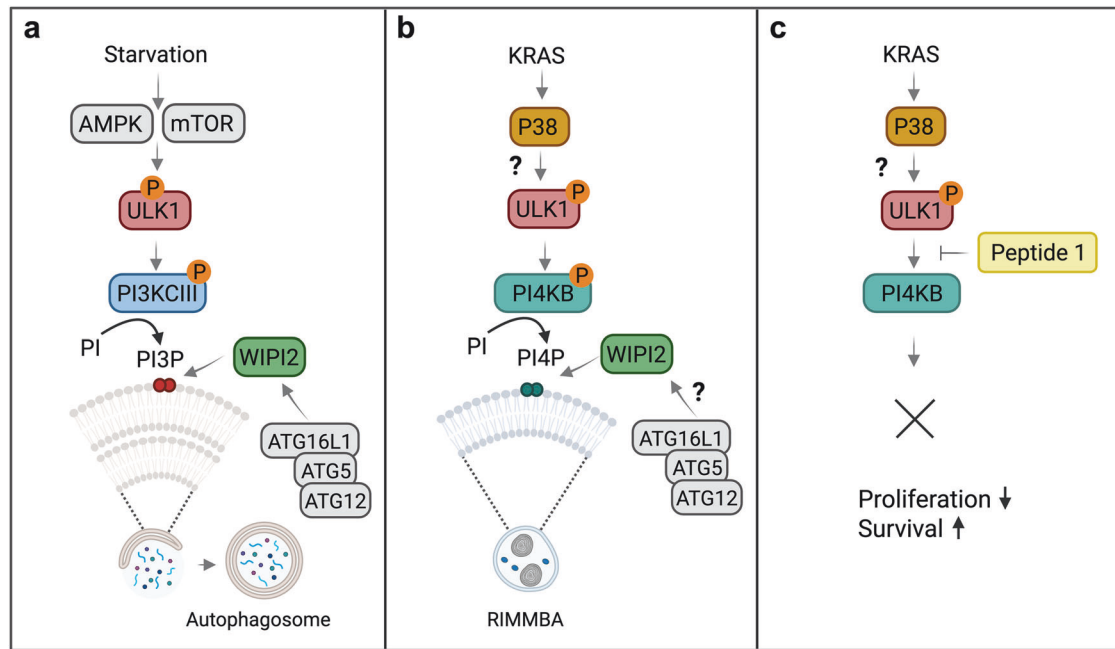 a
Starvation
AMPK
mTOR
P
ULK1
P
PI3KCIII
PI
PI3P
WIPI2
ATG16L1
ATG5
ATG12
Autophagosome
b
KRAS
P38
?
P
ULK1
P
PI4KB
PI
PI4P
WIPI2
?
ATG16L1
ATG5
ATG12
RIMMBA
c
KRAS
P38
?
P
ULK1
Peptide 1
PI4KB
Proliferation ↓
Survival ↑